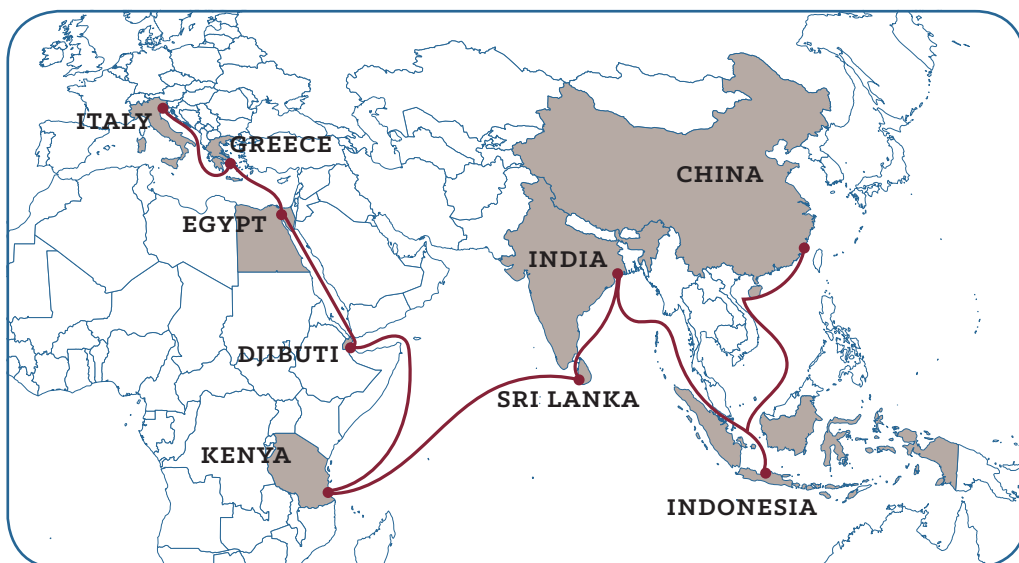 ITALY
GREECE
CHINA
EGYPT
INDIA
DJIBUTI
SRI LANKA
KENYA
INDONESIA